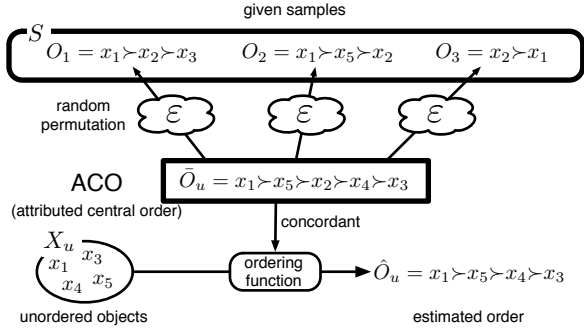 given samples
S
O₁ = x₁≻x₂≻x₃ O₂ = x₁≻x₅≻x₂ O₃ = x₂≻x₁
random
permutation
ε ε ε
ACO
(attributed central order)
Ōᵤ = x₁≻x₅≻x₂≻x₄≻x₃
concordant
Xᵤ
x₁ x₃
x₄ x₅
ordering
function
Ôᵤ = x₁≻x₅≻x₄≻x₃
unordered objects
estimated order